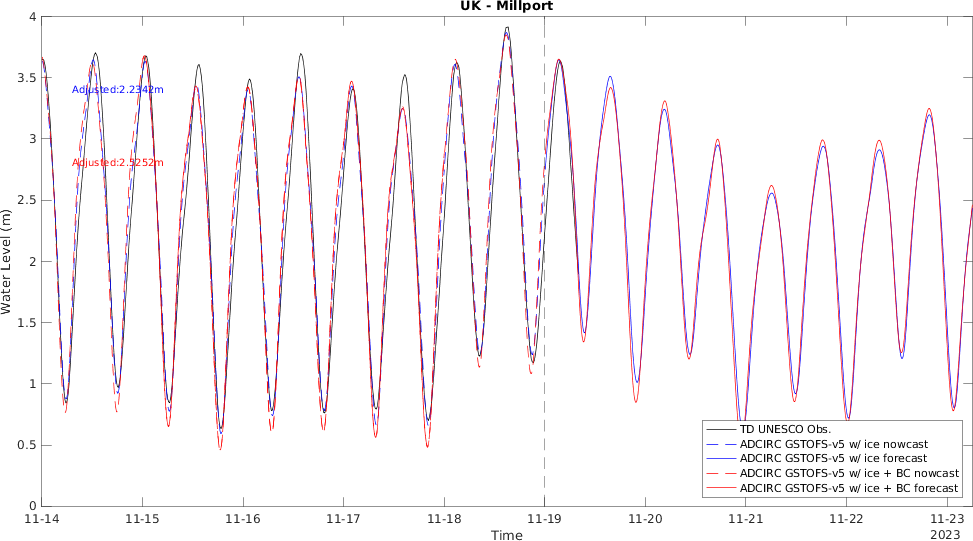 UK - Millport
4
3.5
3
2.5
2
1.5
1
0.5
0
Water Level (m)
Adjusted:2.2342m
Adjusted:2.5252m
TD UNESCO Obs.
ADCIRC GSTOFS-v5 w/ ice nowcast
ADCIRC GSTOFS-v5 w/ ice forecast
ADCIRC GSTOFS-v5 w/ ice + BC nowcast
ADCIRC GSTOFS-v5 w/ ice + BC forecast
11-14 11-15 11-16 11-17 11-18 11-19 11-20 11-21 11-22 11-23
Time
2023